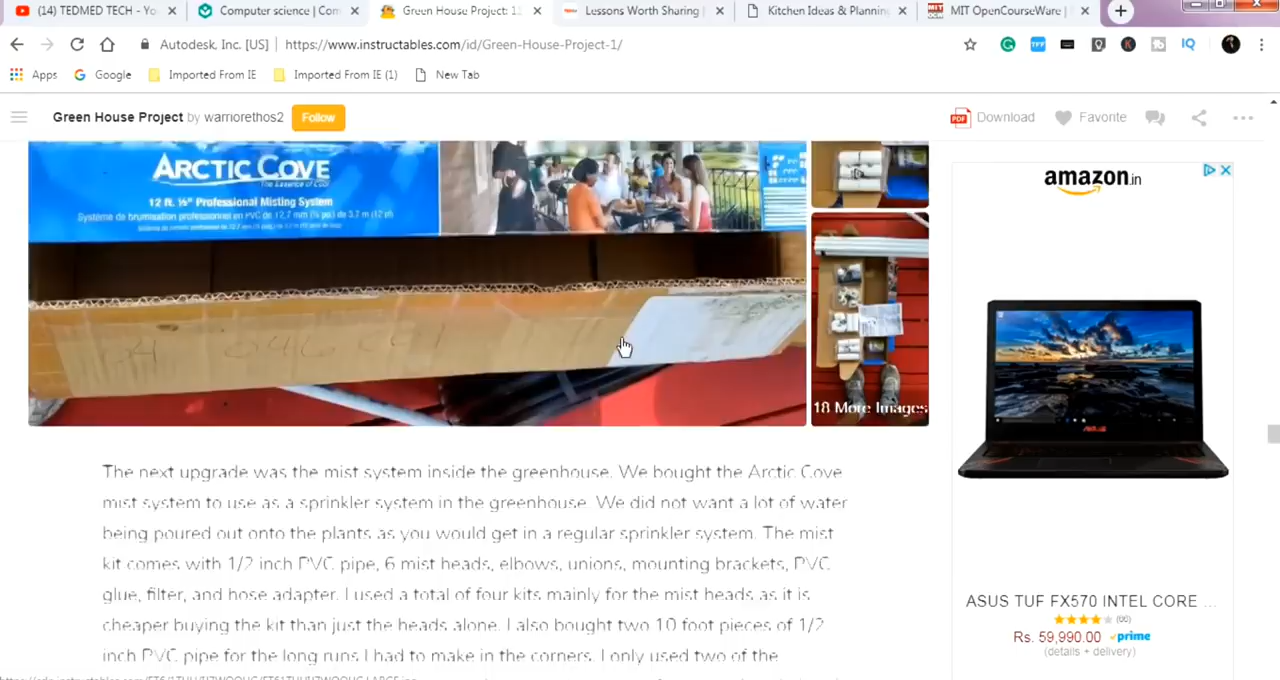 (14) TEDMED TECH - Yo
Computer science | Com
Green House Project: 1
Lessons Worth Sharing |
Kitchen Ideas & Planning
MIT OpenCourseWare |
Autodesk, Inc. [US]
https://www.instructables.com/id/Green-House-Project-1/
Apps
Google
Imported From IE
Imported From IE (1)
New Tab
Green House Project by warriorethos2
Follow
Download
Favorite
ARCTIC COVE
The Essence of Cool
12 ft. ½" Professional Misting System
Système de brumisation professionnel en PVC de 12,7 mm (½ po) de 3,7 m (12 pi)
18 More Images
The next upgrade was the mist system inside the greenhouse. We bought the Arctic Cove
mist system to use as a sprinkler system in the greenhouse. We did not want a lot of water
being poured out onto the plants as you would get in a regular sprinkler system. The mist
kit comes with 1/2 inch PVC pipe, 6 mist heads, elbows, unions, mounting brackets, PVC
glue, filter, and hose adapter. I used a total of four kits mainly for the mist heads as it is
cheaper buying the kit than just the heads alone. I also bought two 10 foot pieces of 1/2
inch PVC pipe for the long runs I had to make in the corners. I only used two of the
amazon.in
ASUS
ASUS TUF FX570 INTEL CORE ...
Rs. 59,990.00 prime
(details + delivery)